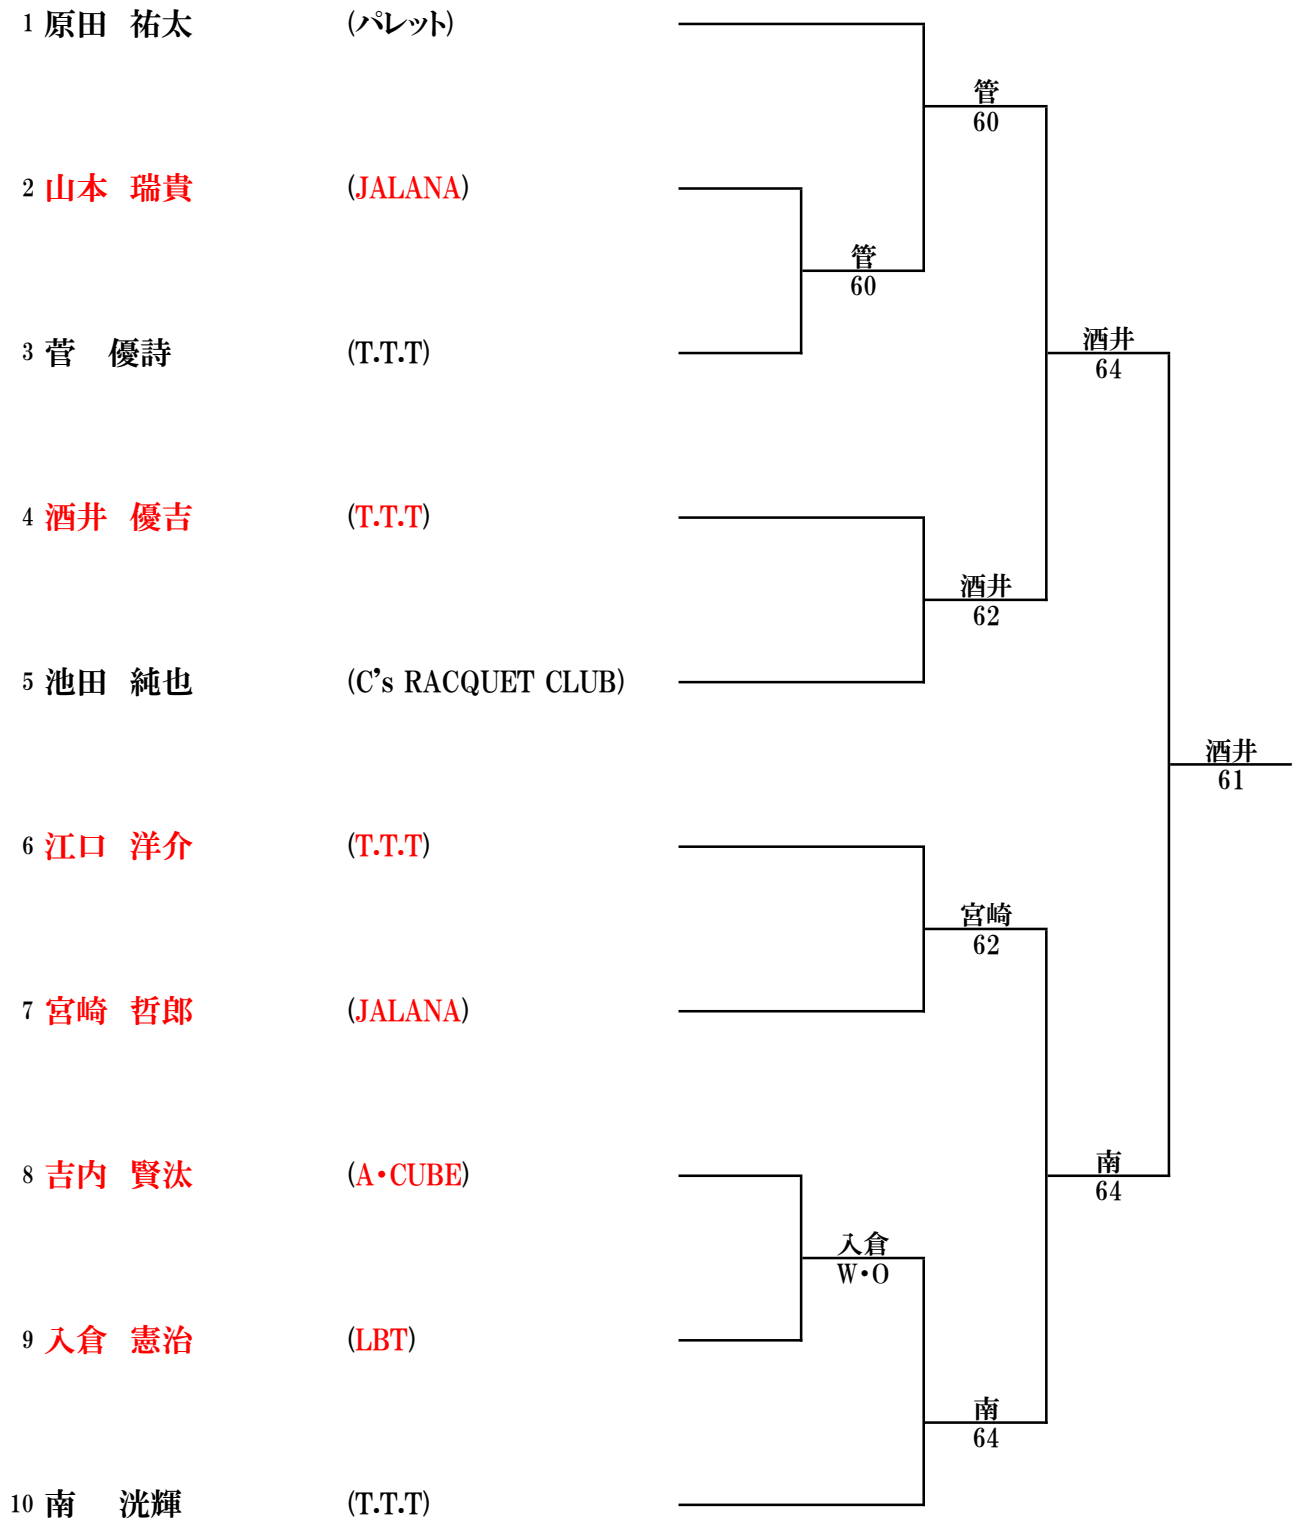 1 原田 祐太 (パレット)
管
60
2 山本 瑞貴 (JALANA)
管
60
3 菅 優詩 (T.T.T)
酒井
64
4 酒井 優吉 (T.T.T)
酒井
62
5 池田 純也 (C's RACQUET CLUB)
酒井
61
6 江口 洋介 (T.T.T)
宮崎
62
7 宮崎 哲郎 (JALANA)
南
64
8 吉内 賢汰 (A・CUBE)
入倉
W・O
9 入倉 憲治 (LBT)
南
64
10 南 洸輝 (T.T.T)